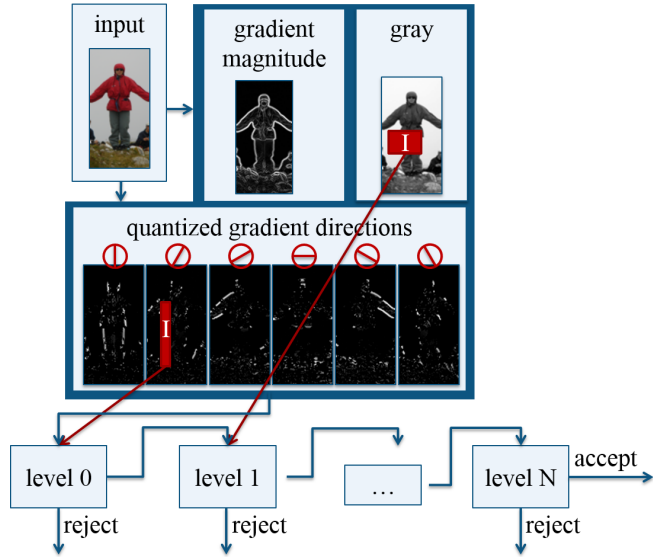 input
gradient
magnitude
gray
I
quantized gradient directions
I
level 0
level 1
...
level N
accept
reject
reject
reject